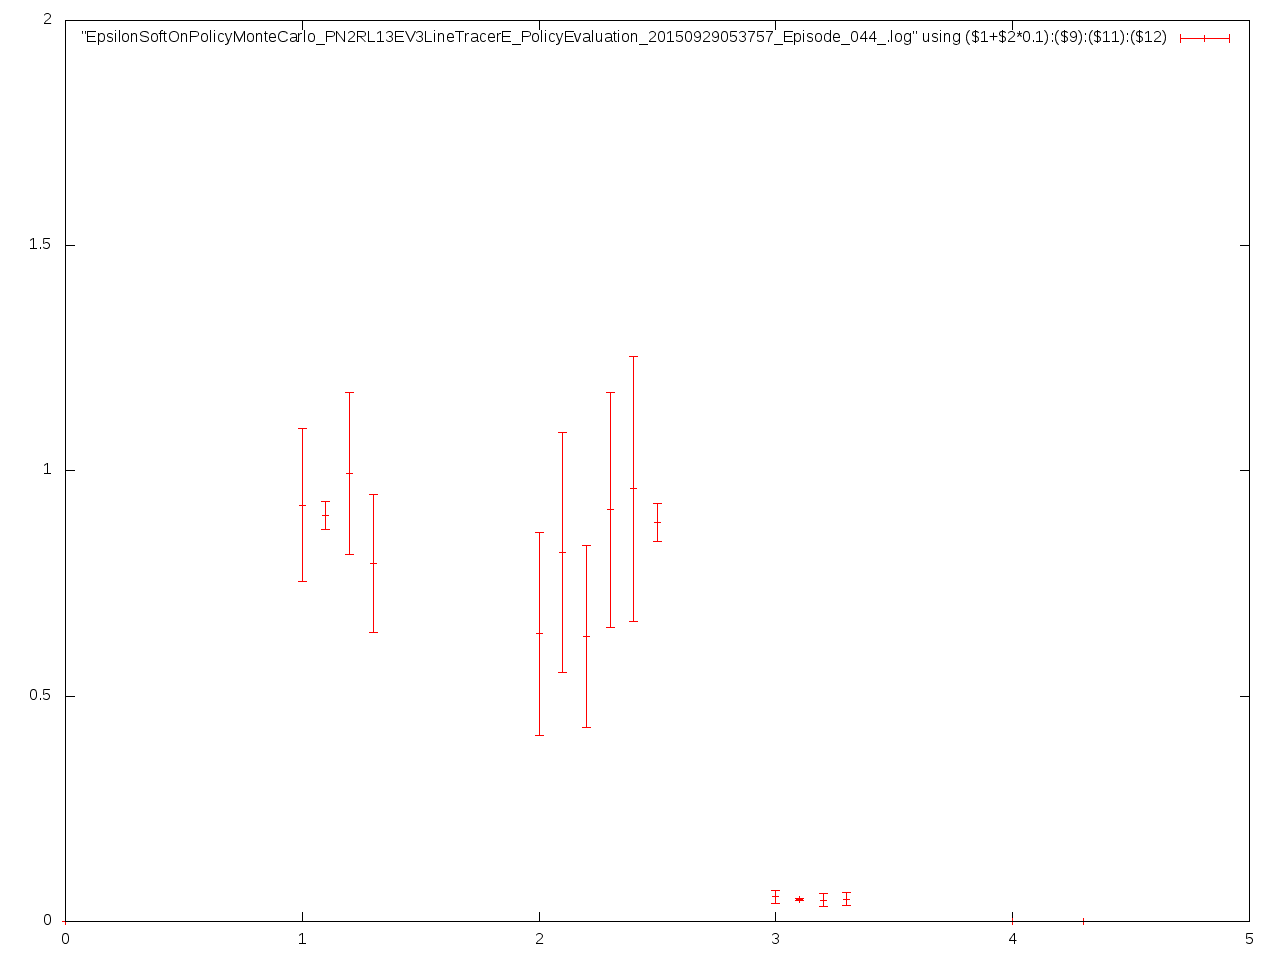 2
"EpsilonSoftOnPolicyMonteCarlo_PN2RL13EV3LineTracerE_PolicyEvaluation_20150929053757_Episode_044_.log" using ($1+$2*0.1):($9):($11):($12)
1.5
1
0.5
0
0 1 2 3 4 5